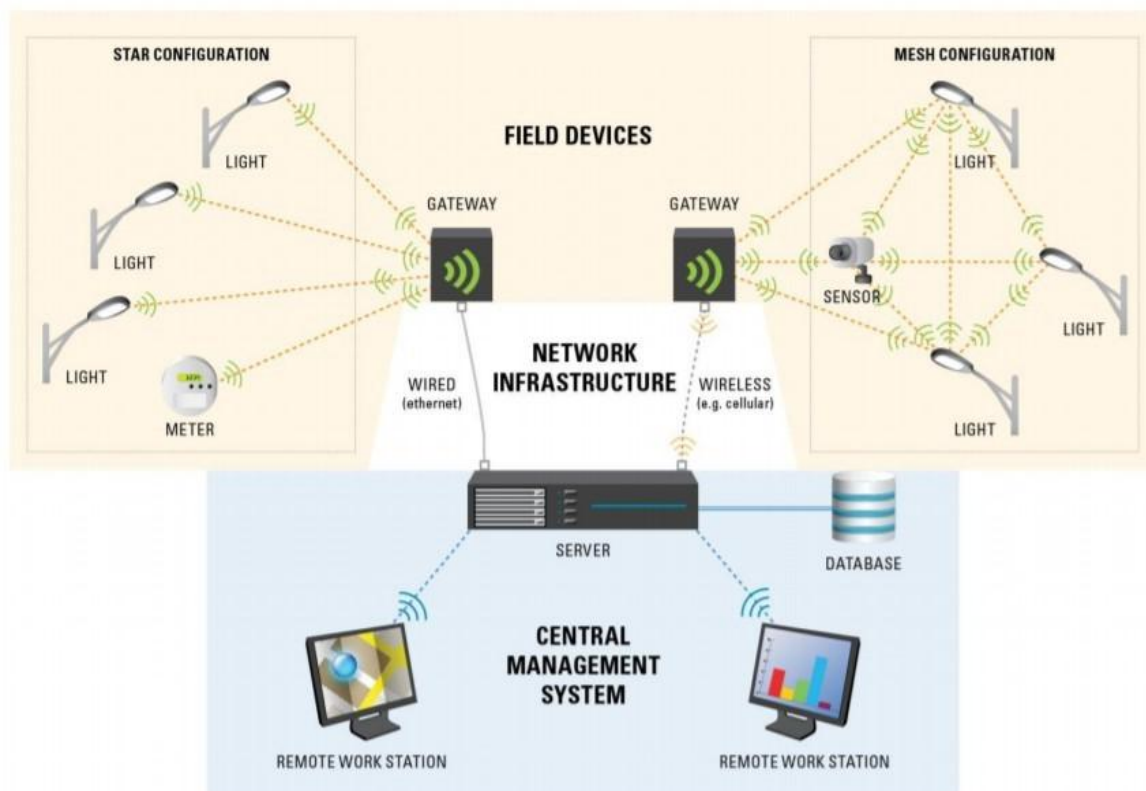 STAR CONFIGURATION
MESH CONFIGURATION
FIELD DEVICES
LIGHT
LIGHT
LIGHT
METER
GATEWAY
GATEWAY
LIGHT
SENSOR
LIGHT
LIGHT
NETWORK
INFRASTRUCTURE
WIRED
(ethernet)
WIRELESS
(e.g. cellular)
SERVER
DATABASE
CENTRAL
MANAGEMENT
SYSTEM
REMOTE WORK STATION
REMOTE WORK STATION